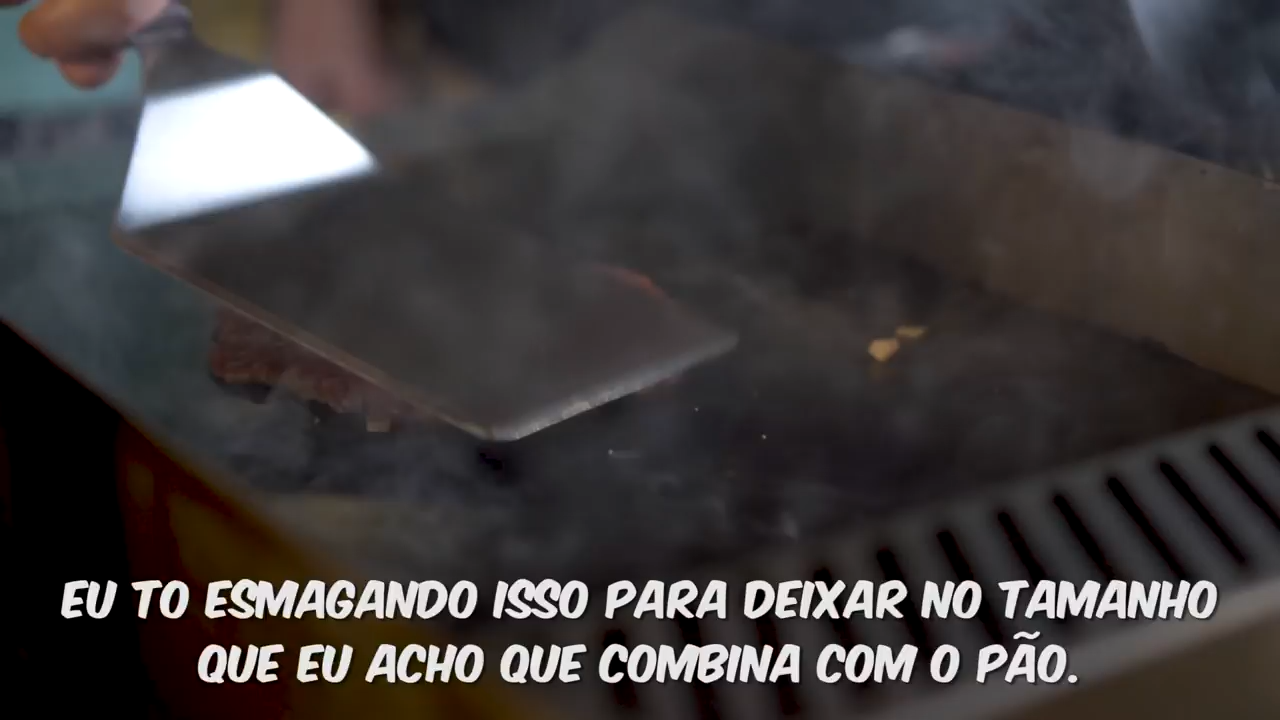 EU TO ESMAGANDO ISSO PARA DEIXAR NO TAMANHO
QUE EU ACHO QUE COMBINA COM O PÃO.